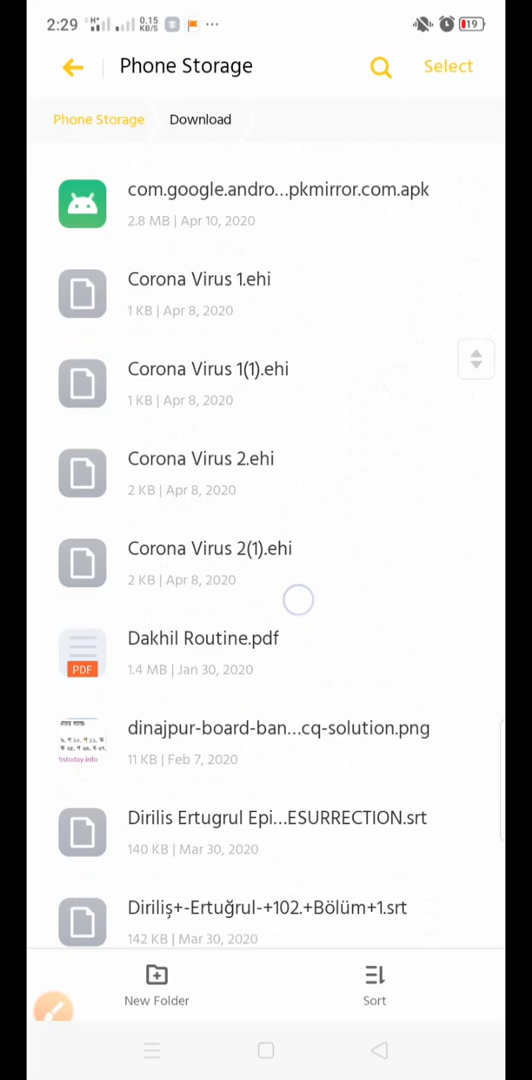 2:29 H+ 0.15 KB/S 19
Phone Storage Select
Phone Storage Download
com.google.andro...pkmirror.com.apk
2.8 MB | Apr 10, 2020
Corona Virus 1.ehi
1 KB | Apr 8, 2020
Corona Virus 1(1).ehi
1 KB | Apr 8, 2020
Corona Virus 2.ehi
2 KB | Apr 8, 2020
Corona Virus 2(1).ehi
2 KB | Apr 8, 2020
Dakhil Routine.pdf
PDF
1.4 MB | Jan 30, 2020
dinajpur-board-ban...cq-solution.png
11 KB | Feb 7, 2020
Dirilis Ertugrul Epi...ESURRECTION.srt
140 KB | Mar 30, 2020
Diriliş+-Ertuğrul-+102.+Bölüm+1.srt
142 KB | Mar 30, 2020
New Folder Sort